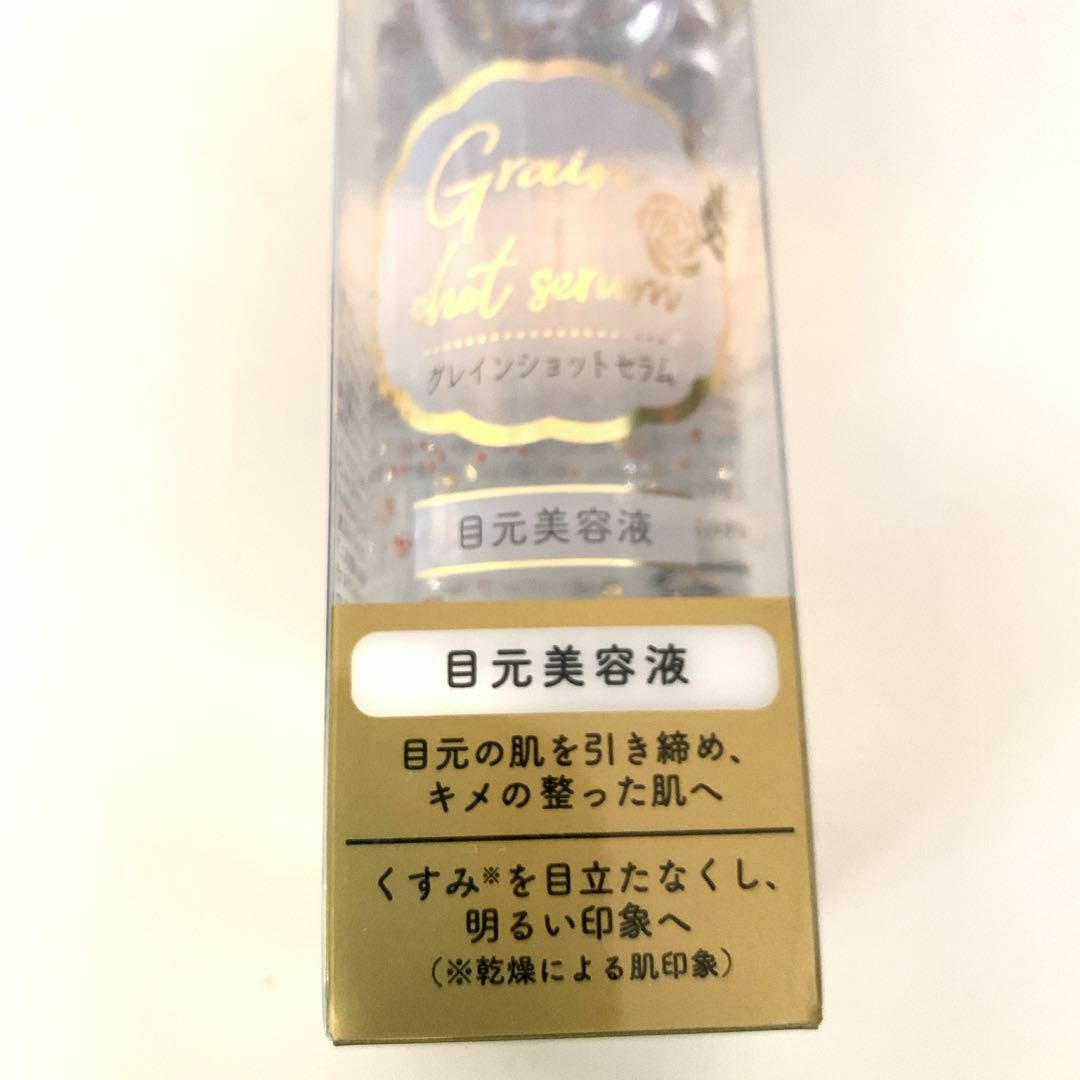 Grain
shot serum
グレインショットセラム
目元美容液
目元美容液
目元の肌を引き締め、
キメの整った肌へ
くすみ※を目立たなくし、
明るい印象へ
（※乾燥による肌印象）